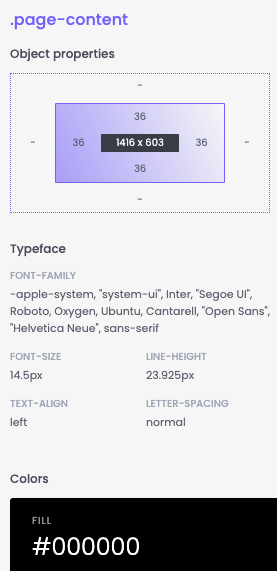 .page-content
Object properties
-
36
- 36 1416 x 603 36 -
36
-
Typeface
FONT-FAMILY
-apple-system, "system-ui", Inter, "Segoe UI",
Roboto, Oxygen, Ubuntu, Cantarell, "Open Sans",
"Helvetica Neue", sans-serif
FONT-SIZE LINE-HEIGHT
14.5px 23.925px
TEXT-ALIGN LETTER-SPACING
left normal
Colors
FILL
#000000